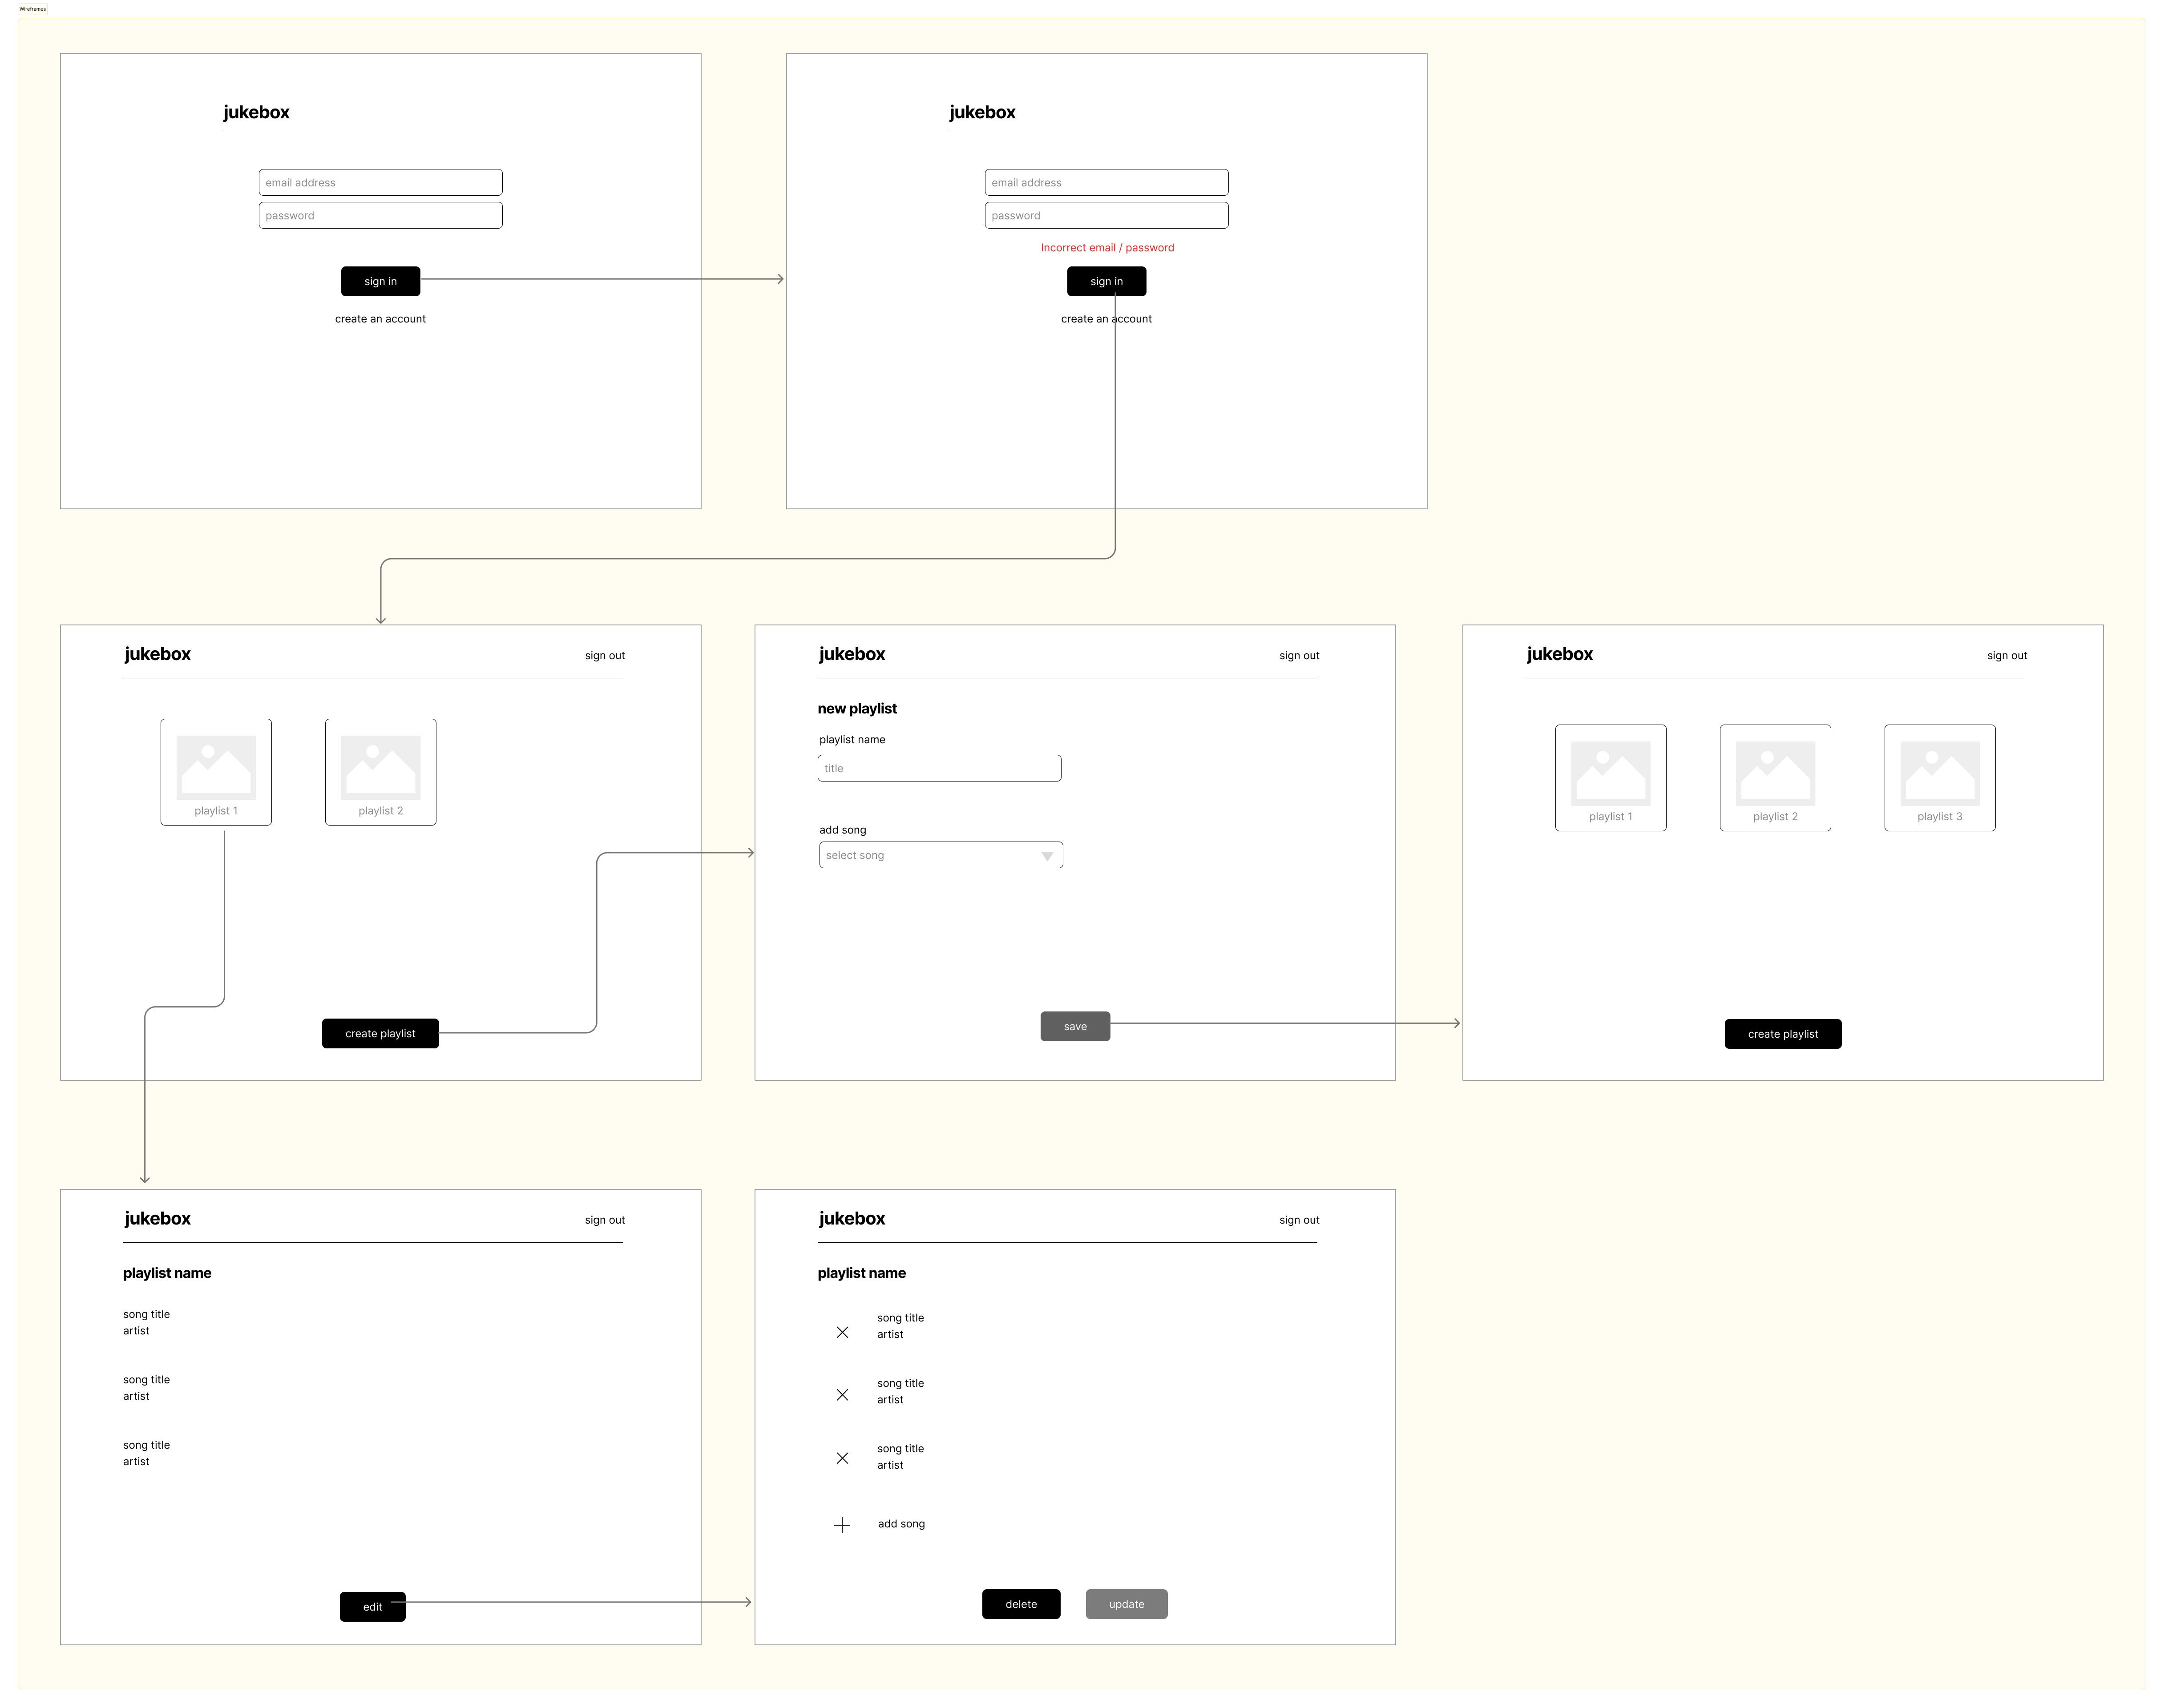 Wireframes
jukebox
email address
password
sign in
create an account
jukebox
email address
password
Incorrect email / password
sign in
create an account
jukebox
sign out
playlist 1
playlist 2
create playlist
jukebox
sign out
new playlist
playlist name
title
add song
select song
save
jukebox
sign out
playlist 1
playlist 2
playlist 3
create playlist
jukebox
sign out
playlist name
song title
artist
song title
artist
song title
artist
edit
jukebox
sign out
playlist name
song title
artist
song title
artist
song title
artist
add song
delete
update